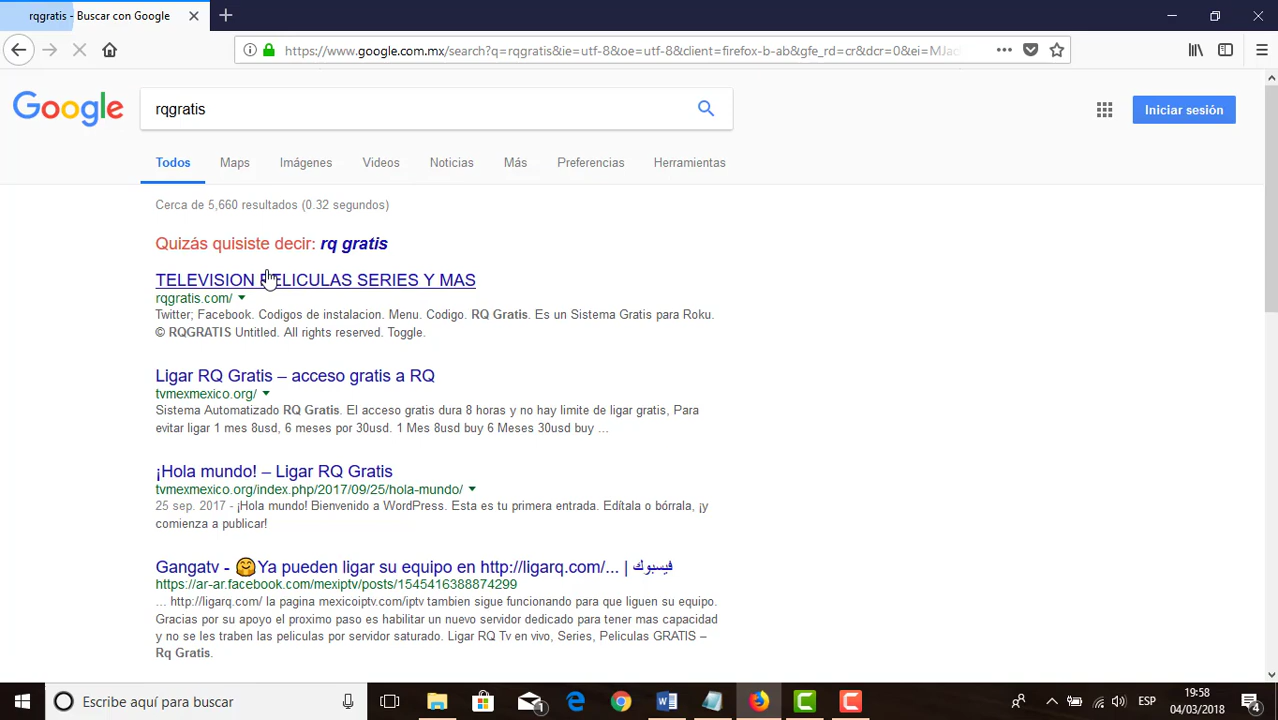 rqgratis - Buscar con Google
https://www.google.com.mx/search?q=rqgratis&ie=utf-8&oe=utf-8&client=firefox-b-ab&gfe_rd=cr&dcr=0&ei=MJac
Google
rqgratis
Iniciar sesión
Todos Maps Imágenes Videos Noticias Más Preferencias Herramientas
Cerca de 5,660 resultados (0.32 segundos)
Quizás quisiste decir: rq gratis
TELEVISION PELICULAS SERIES Y MAS
rqgratis.com/
Twitter; Facebook. Codigos de instalacion. Menu. Codigo. RQ Gratis. Es un Sistema Gratis para Roku.
© RQGRATIS Untitled. All rights reserved. Toggle.
Ligar RQ Gratis – acceso gratis a RQ
tvmexmexico.org/
Sistema Automatizado RQ Gratis. El acceso gratis dura 8 horas y no hay limite de ligar gratis, Para
evitar ligar 1 mes 8usd, 6 meses por 30usd. 1 Mes 8usd buy 6 Meses 30usd buy ...
¡Hola mundo! – Ligar RQ Gratis
tvmexmexico.org/index.php/2017/09/25/hola-mundo/
25 sep. 2017 - ¡Hola mundo! Bienvenido a WordPress. Esta es tu primera entrada. Edítala o bórrala, ¡y
comienza a publicar!
Gangatv - 🤗Ya pueden ligar su equipo en http://ligarq.com/... | فيسبوك
https://ar-ar.facebook.com/mexiptv/posts/1545416388874299
... http://ligarq.com/ la pagina mexicoiptv.com/iptv tambien sigue funcionando para que liguen su equipo.
Gracias por su apoyo el proximo paso es habilitar un nuevo servidor dedicado para tener mas capacidad
y no se les traben las peliculas por servidor saturado. Ligar RQ Tv en vivo, Series, Peliculas GRATIS –
Rq Gratis.
Escribe aquí para buscar
1
ESP
19:58
04/03/2018
4